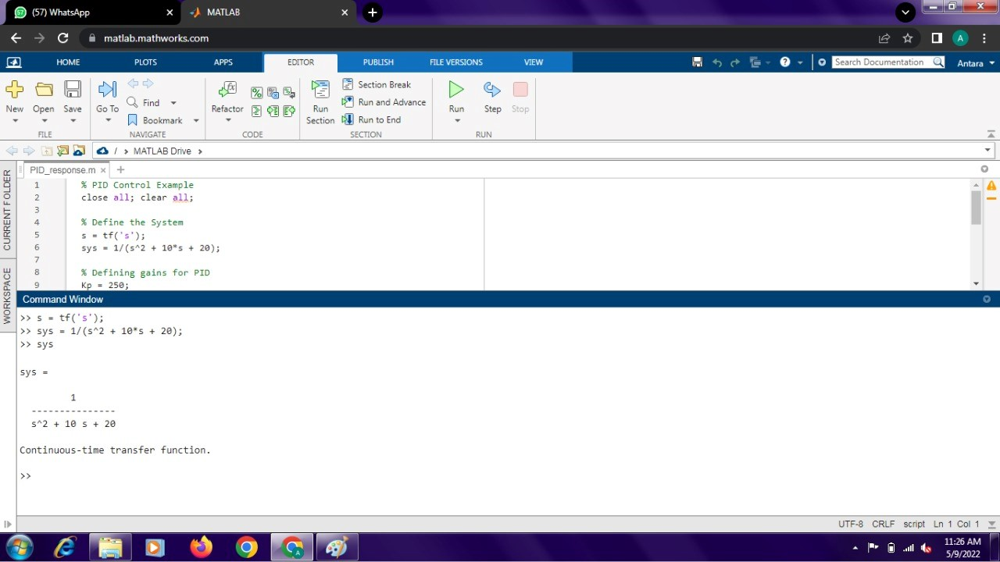 (57) WhatsApp
MATLAB
matlab.mathworks.com
A
HOME
PLOTS
APPS
EDITOR
PUBLISH
FILE VERSIONS
VIEW
Search Documentation
Antara
New
Open
Save
FILE
Go To
Find
Bookmark
NAVIGATE
Refactor
CODE
Run Section
Section Break
Run and Advance
Run to End
SECTION
Run
Step
Stop
RUN
/ MATLAB Drive
CURRENT FOLDER
WORKSPACE
PID_response.m
1 % PID Control Example
2 close all; clear all;
3
4 % Define the System
5 s = tf('s');
6 sys = 1/(s^2 + 10*s + 20);
7
8 % Defining gains for PID
9 Kp = 250;
Command Window
>> s = tf('s');
>> sys = 1/(s^2 + 10*s + 20);
>> sys
sys =
1
---------------
s^2 + 10 s + 20
Continuous-time transfer function.
>>
UTF-8 CRLF script Ln 1 Col 1
11:26 AM
5/9/2022